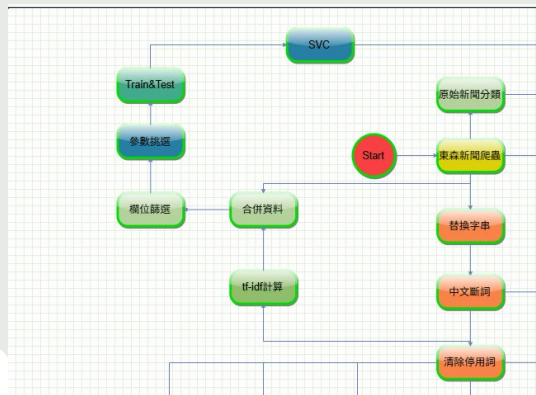 SVC
Train&Test
原始新聞分類
參數挑選
Start
東森新聞爬蟲
欄位篩選
合併資料
替換字串
tf-idf計算
中文斷詞
清除停用詞